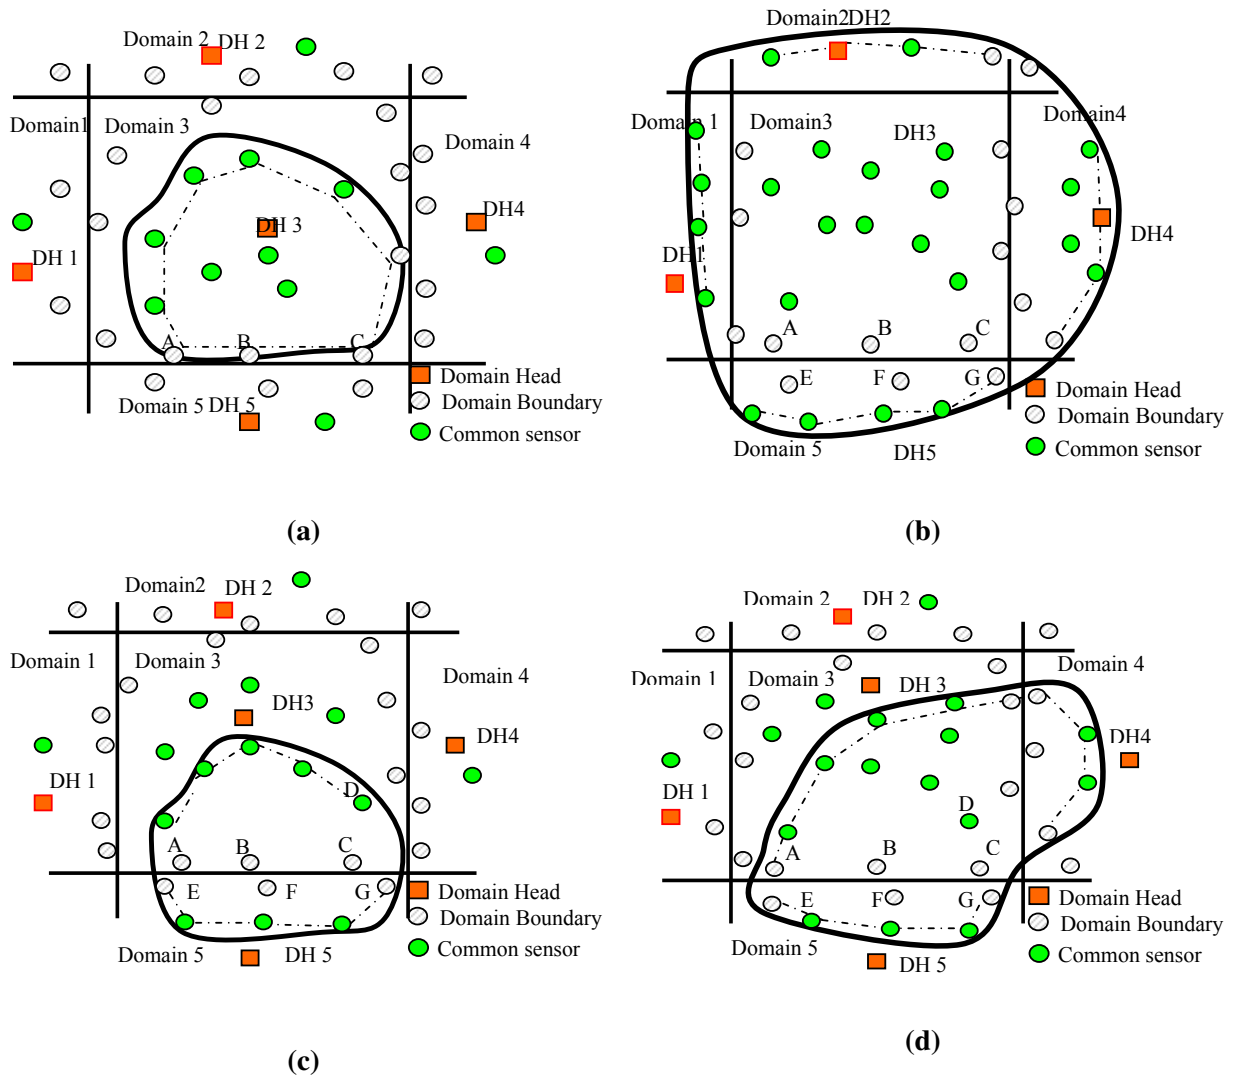 Domain 2 DH 2
Domain1 Domain 3
Domain 4
DH 3
DH4
DH 1
A B C
Domain 5 DH 5
Domain Head
Domain Boundary
Common sensor
(a)
Domain2DH2
Domain 1 Domain3 DH3 Domain4
DH1
DH4
A B C
E F G
Domain Head
Domain Boundary
Domain 5 DH5
Common sensor
(b)
Domain2 DH 2
Domain 1 Domain 3
Domain 4
DH3
DH4
DH 1
D
A B C
E F G
Domain Head
Domain Boundary
Domain 5 DH 5
Common sensor
(c)
Domain 2 DH 2
Domain 1 Domain 3 DH 3 Domain 4
DH4
DH 1
D
A B C
E F G
Domain Head
Domain Boundary
Domain 5
Common sensor
DH 5
(d)